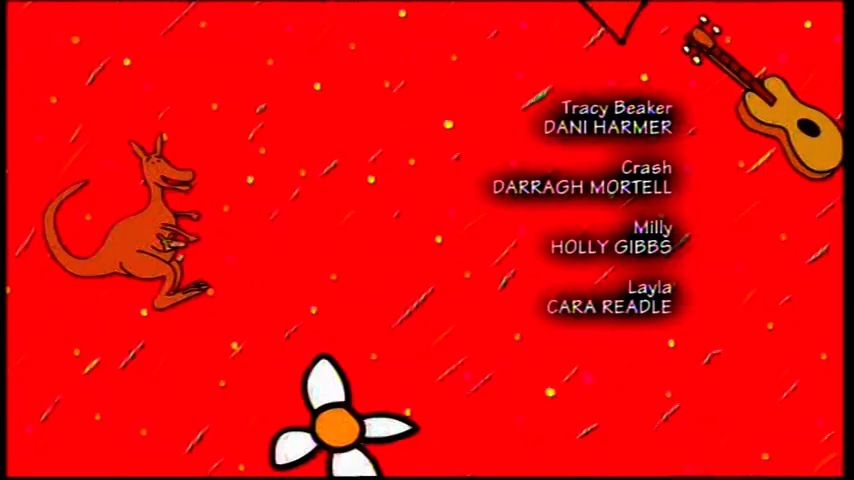 Tracy Beaker
DANI HARMER
Crash
DARRAGH MORTELL
Milly
HOLLY GIBBS
Layla
CARA READLE